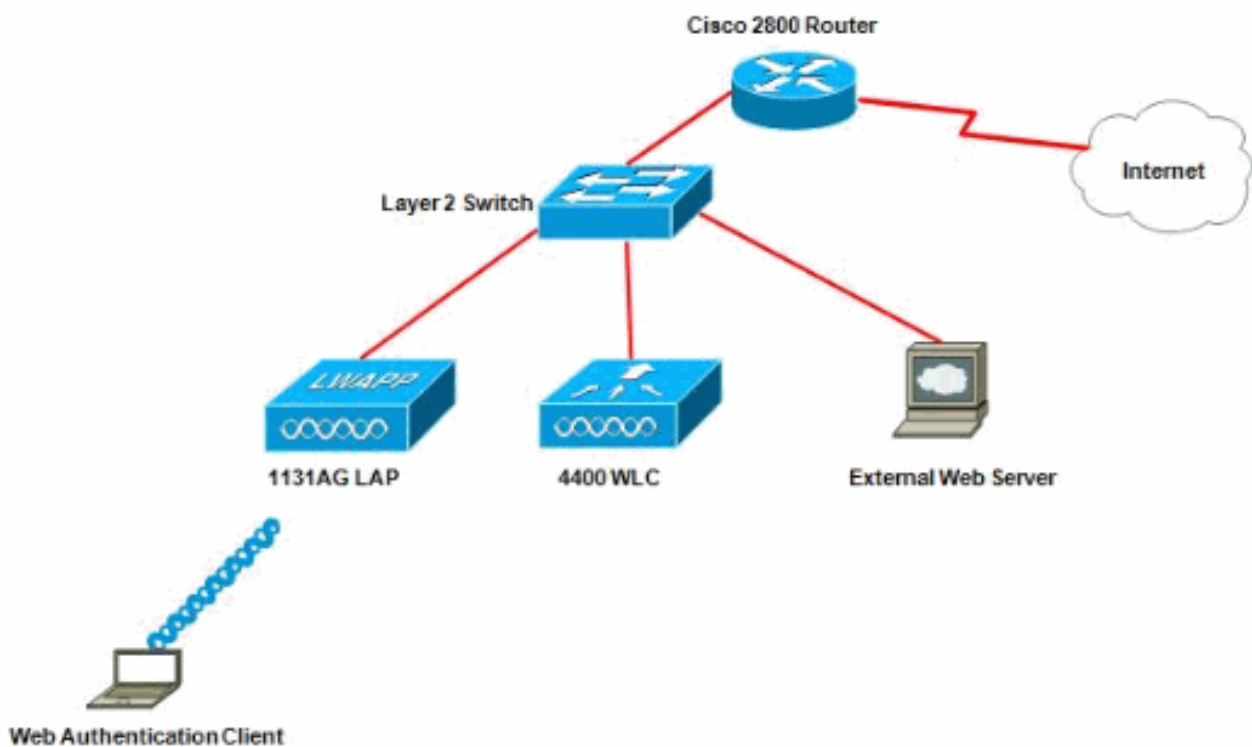 Cisco 2800 Router
Internet
Layer 2 Switch
LWAPP
1131AG LAP
4400 WLC
External Web Server
Web Authentication Client